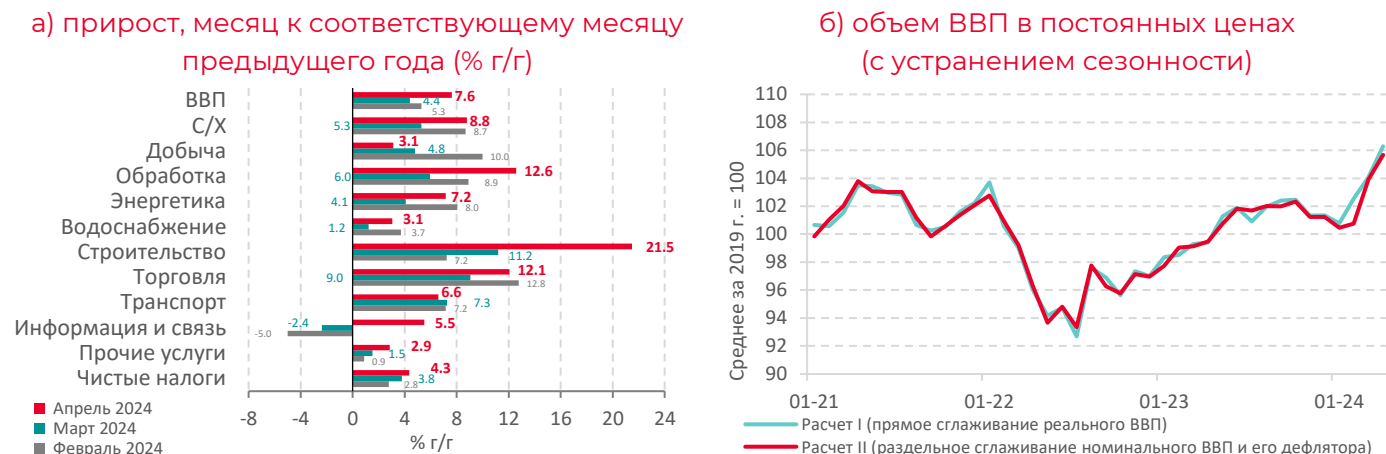 а) прирост, месяц к соответствующему месяцу
предыдущего года (% г/г)
ВВП
7.6
4.4
5.3
С/Х
8.8
5.3
8.7
Добыча
3.1
4.8
10.0
Обработка
12.6
6.0
8.9
Энергетика
7.2
4.1
8.0
Водоснабжение
3.1
1.2
3.7
Строительство
21.5
11.2
7.2
Торговля
12.1
9.0
12.8
Транспорт
6.6
7.3
7.2
Информация и связь
5.5
-2.4
-5.0
Прочие услуги
2.9
1.5
0.9
Чистые налоги
4.3
3.8
2.8
-8 -4 0 4 8 12 16 20 24
% г/г
Апрель 2024
Март 2024
Февраль 2024
б) объем ВВП в постоянных ценах
(с устранением сезонности)
Среднее за 2019 г. = 100
110
108
106
104
102
100
98
96
94
92
90
01-21 01-22 01-23 01-24
Расчет I (прямое сглаживание реального ВВП)
Расчет II (раздельное сглаживание номинального ВВП и его дефлятора)